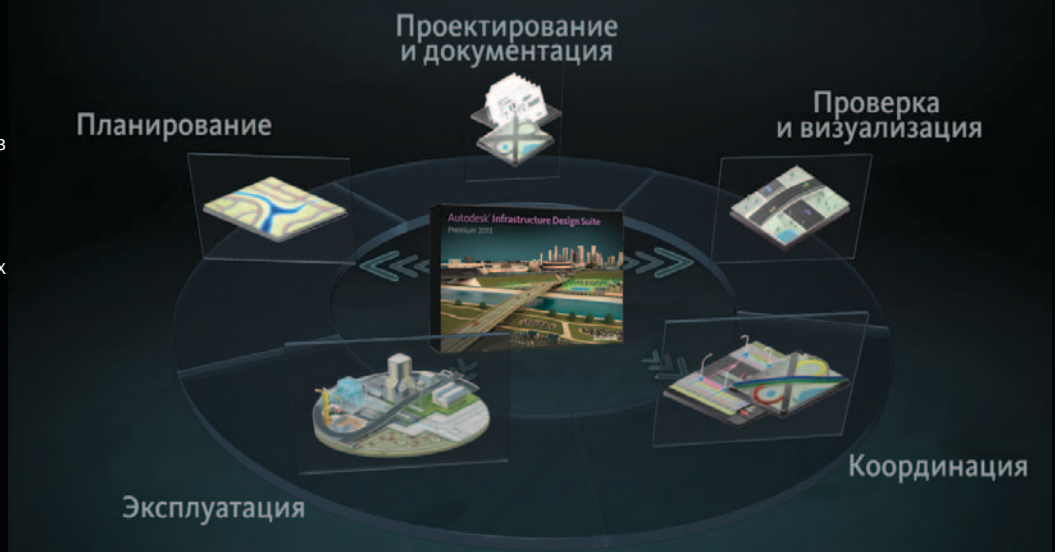 Проектирование
и документация
Планирование
Проверка
и визуализация
в
Autodesk® Infrastructure Design Suite
Premium 2013
х
Координация
Эксплуатация